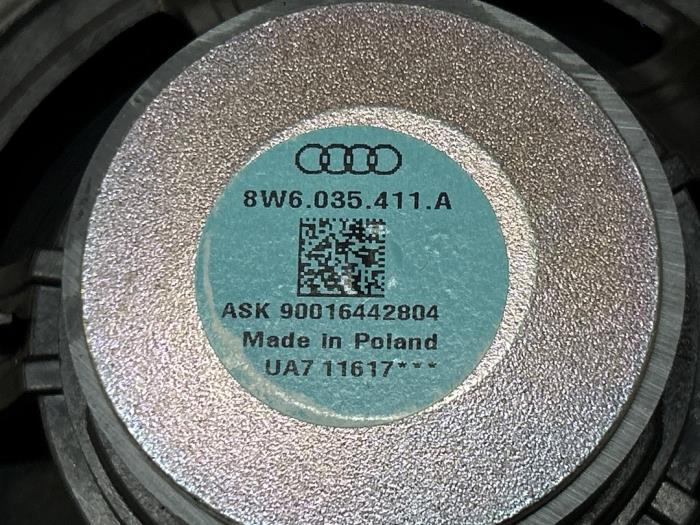 8W6.035.411.A
ASK 90016442804
Made in Poland
UA7 11617***